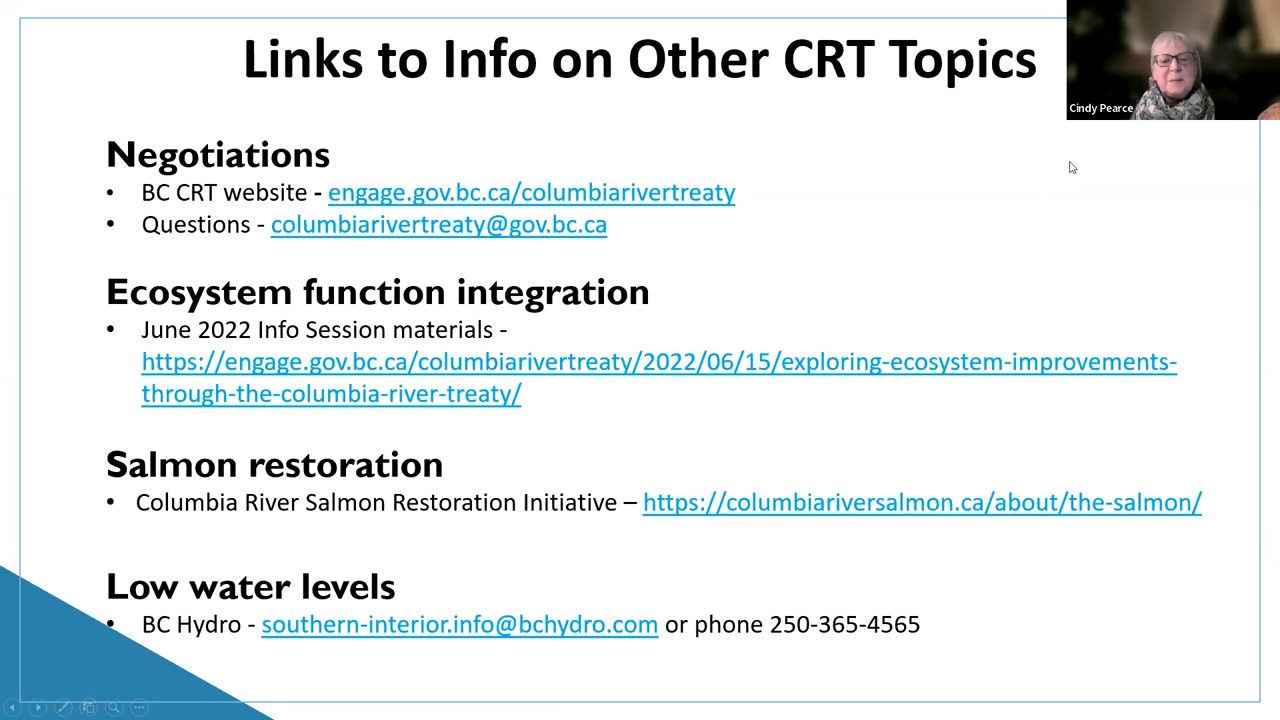 Links to Info on Other CRT Topics
Cindy Pearce
Negotiations
• BC CRT website - engage.gov.bc.ca/columbiarivertreaty
• Questions - columbiarivertreaty@gov.bc.ca
Ecosystem function integration
• June 2022 Info Session materials -
https://engage.gov.bc.ca/columbiarivertreaty/2022/06/15/exploring-ecosystem-improvements-
through-the-columbia-river-treaty/
Salmon restoration
• Columbia River Salmon Restoration Initiative – https://columbiariversalmon.ca/about/the-salmon/
Low water levels
• BC Hydro - southern-interior.info@bchydro.com or phone 250-365-4565